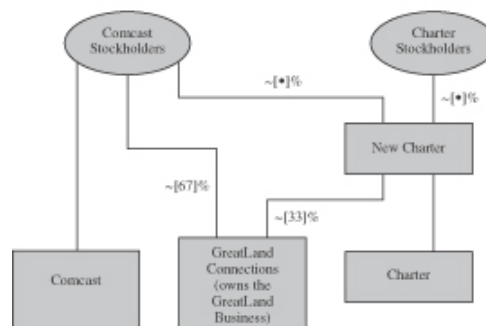 Comcast
Stockholders
Charter
Stockholders
~[•]%
~[•]%
New Charter
~[67]%
~[33]%
Comcast
GreatLand
Connections
(owns the
GreatLand
Business)
Charter